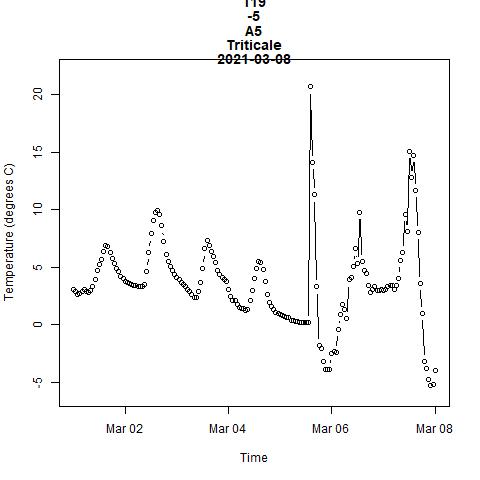 T19
-5
A5
Triticale
2021-03-08
20
15
10
5
0
-5
Temperature (degrees C)
Mar 02
Mar 04
Mar 06
Mar 08
Time